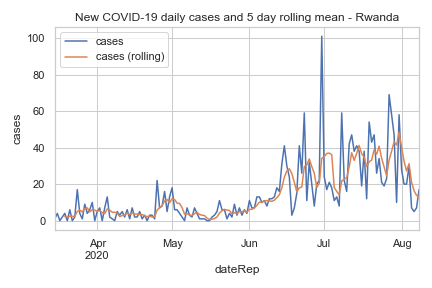 New COVID-19 daily cases and 5 day rolling mean - Rwanda
cases
cases (rolling)
100
80
60
40
20
0
cases
Apr
2020
May
Jun
Jul
Aug
dateRep